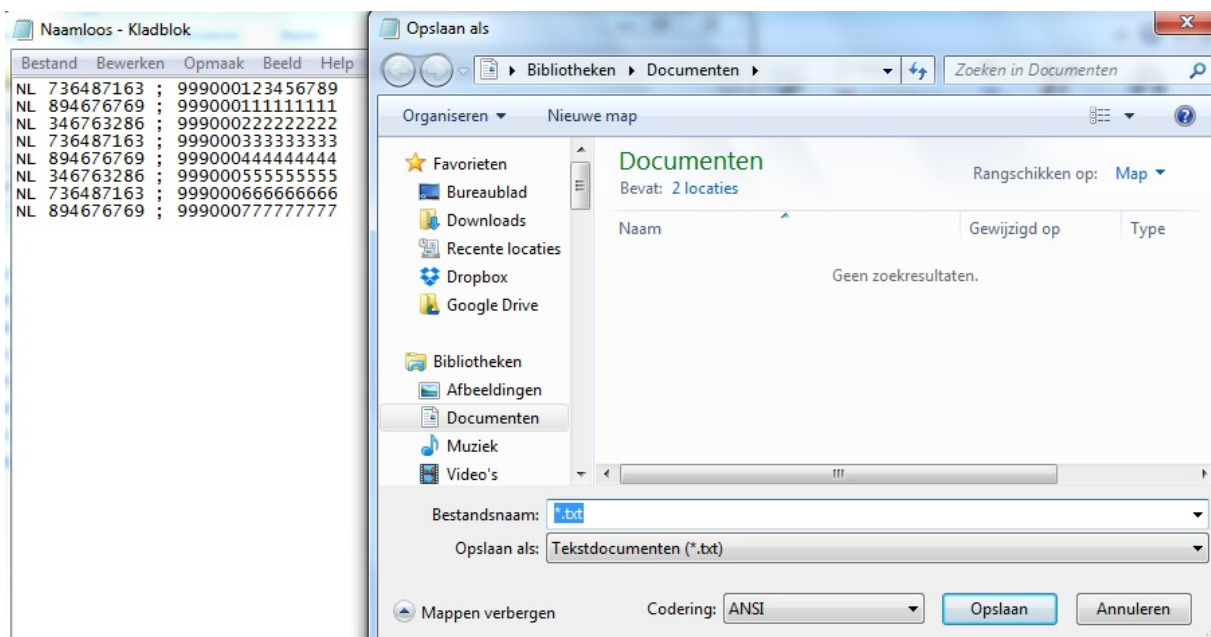 Naamloos - Kladblok
Bestand Bewerken Opmaak Beeld Help
NL 736487163 ; 999000123456789
NL 894676769 ; 999000111111111
NL 346763286 ; 999000222222222
NL 736487163 ; 999000333333333
NL 894676769 ; 999000444444444
NL 346763286 ; 999000555555555
NL 736487163 ; 999000666666666
NL 894676769 ; 999000777777777
Opslaan als
Bibliotheken Documenten
Zoeken in Documenten
Organiseren Nieuwe map
Favorieten
Bureaublad
Downloads
Recente locaties
Dropbox
Google Drive
Bibliotheken
Afbeeldingen
Documenten
Muziek
Video's
Documenten
Bevat: 2 locaties
Rangschikken op: Map
Naam Gewijzigd op Type
Geen zoekresultaten.
Bestandsnaam: *.txt
Opslaan als: Tekstdocumenten (*.txt)
Mappen verbergen
Codering: ANSI
Opslaan
Annuleren